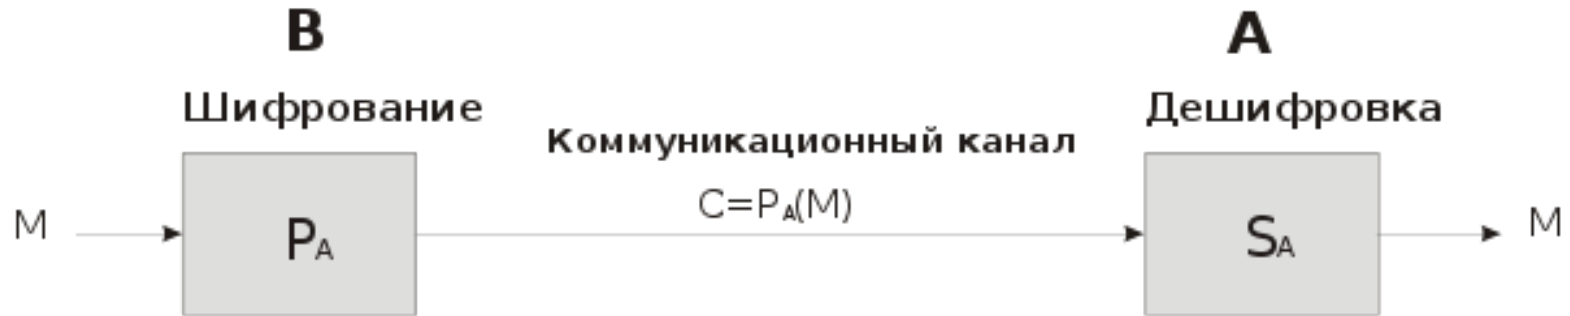 B
A
Шифрование
Дешифровка
Коммуникационный канал
C=PA(M)
M
PA
SA
M